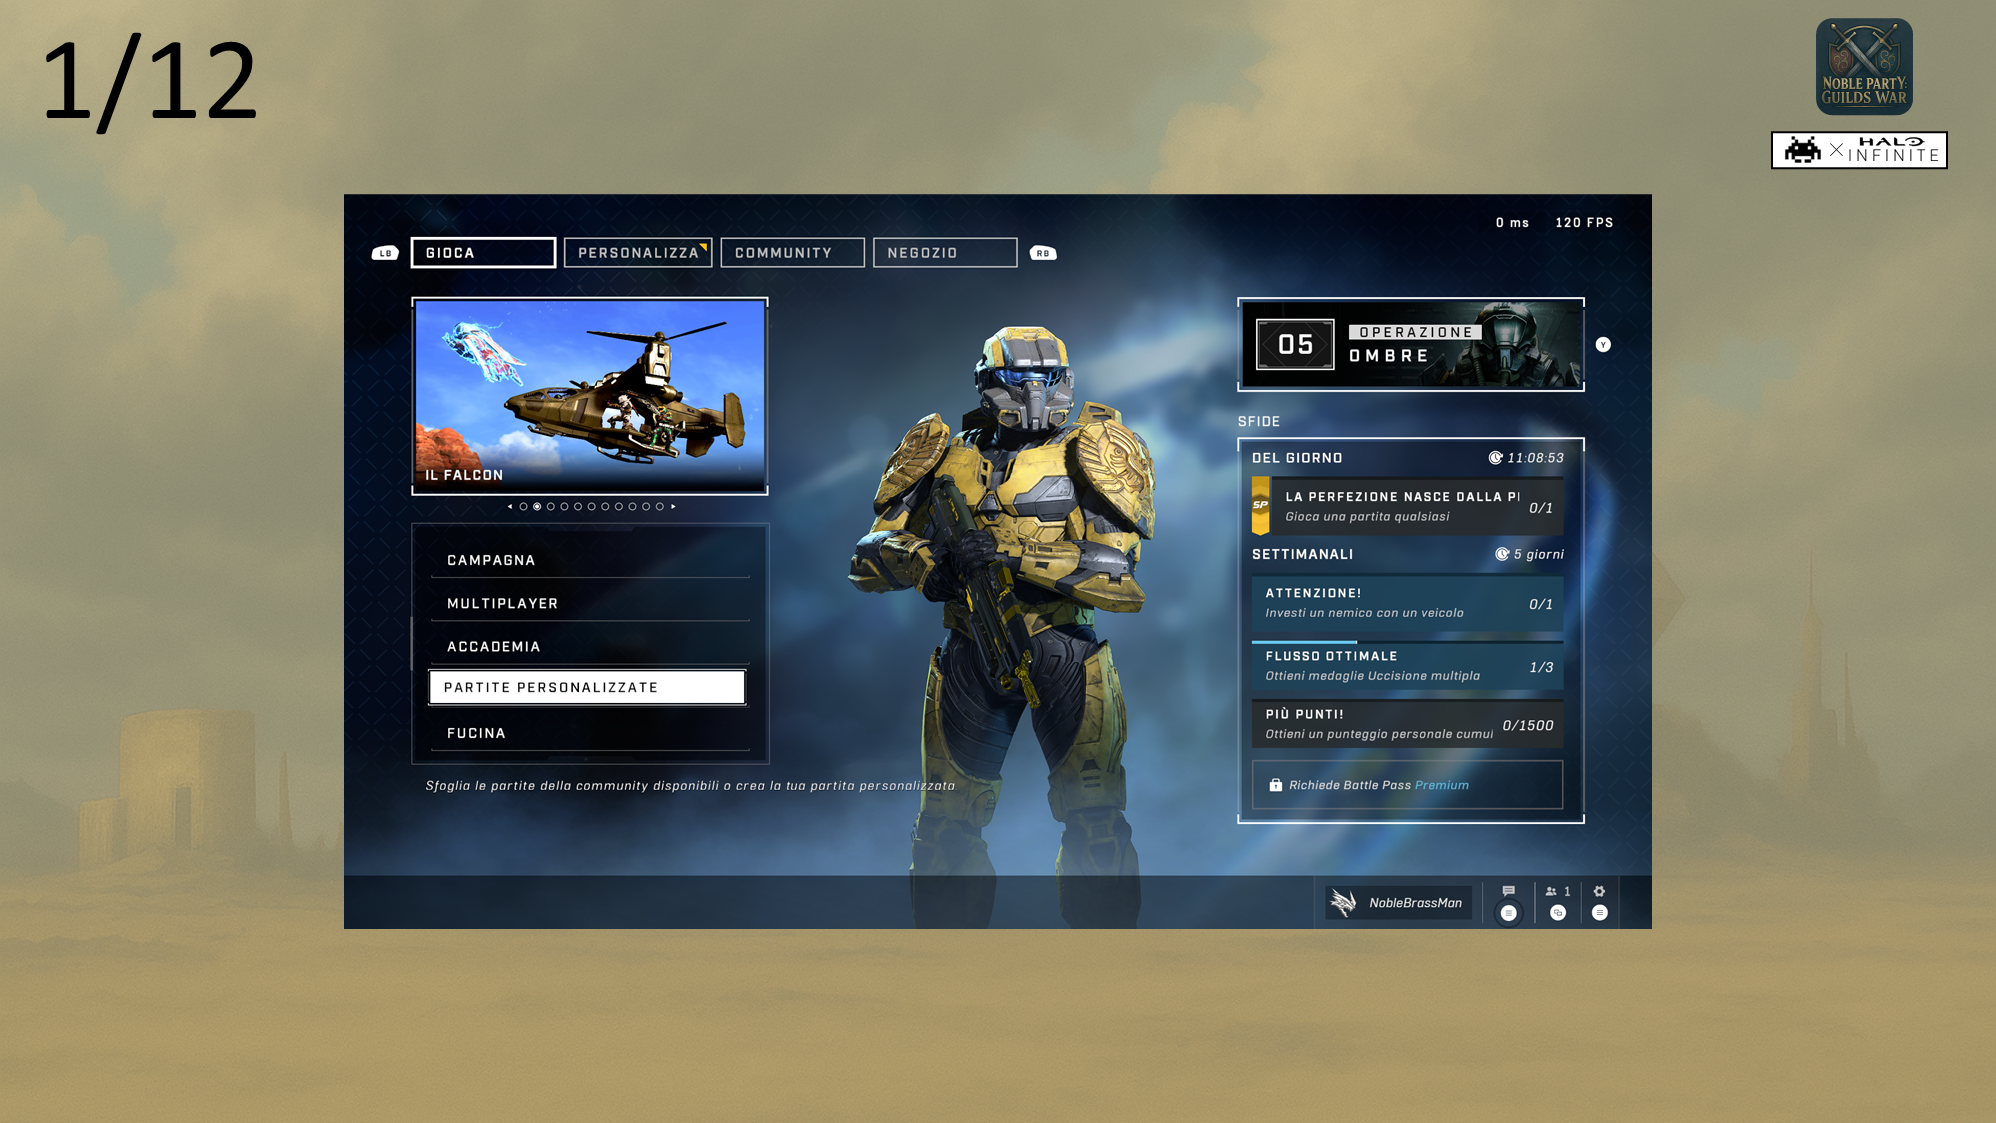 1/12
NOBLE PARTY:
GUILDS WAR
HALO
INFINITE
0 ms 120 FPS
LB GIOCA PERSONALIZZA COMMUNITY NEGOZIO RB
IL FALCON
CAMPAGNA
MULTIPLAYER
ACCADEMIA
PARTITE PERSONALIZZATE
FUCINA
Sfoglia le partite della community disponibili o crea la tua partita personalizzata.
05
OPERAZIONE
OMBRE
Y
SFIDE
DEL GIORNO 11:08:53
SP
LA PERFEZIONE NASCE DALLA
Gioca una partita qualsiasi
0/1
SETTIMANALI 5 giorni
ATTENZIONE!
Investi un nemico con un veicolo
0/1
FLUSSO OTTIMALE
Ottieni medaglie Uccisione multipla
1/3
PIÙ PUNTI!
Ottieni un punteggio personale
0/1500
Richiede Battle Pass Premium
NobleBrassMan
1